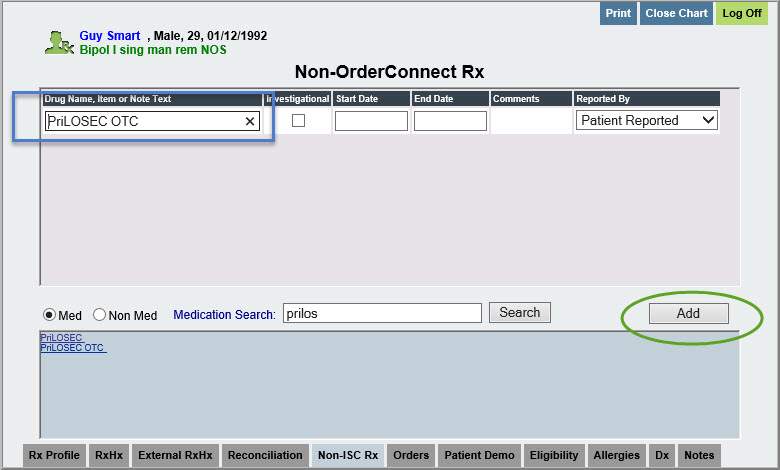 Print Close Chart Log Off
Guy Smart , Male, 29, 01/12/1992
Bipol I sing man rem NOS
Non-OrderConnect Rx
Drug Name, Item or Note Text Investigational Start Date End Date Comments Reported By
PriLOSEC OTC Patient Reported
Med Non Med Medication Search: prilos Search Add
PriLOSEC
PriLOSEC OTC
Rx Profile RxHx External RxHx Reconciliation Non-ISC Rx Orders Patient Demo Eligibility Allergies Dx Notes